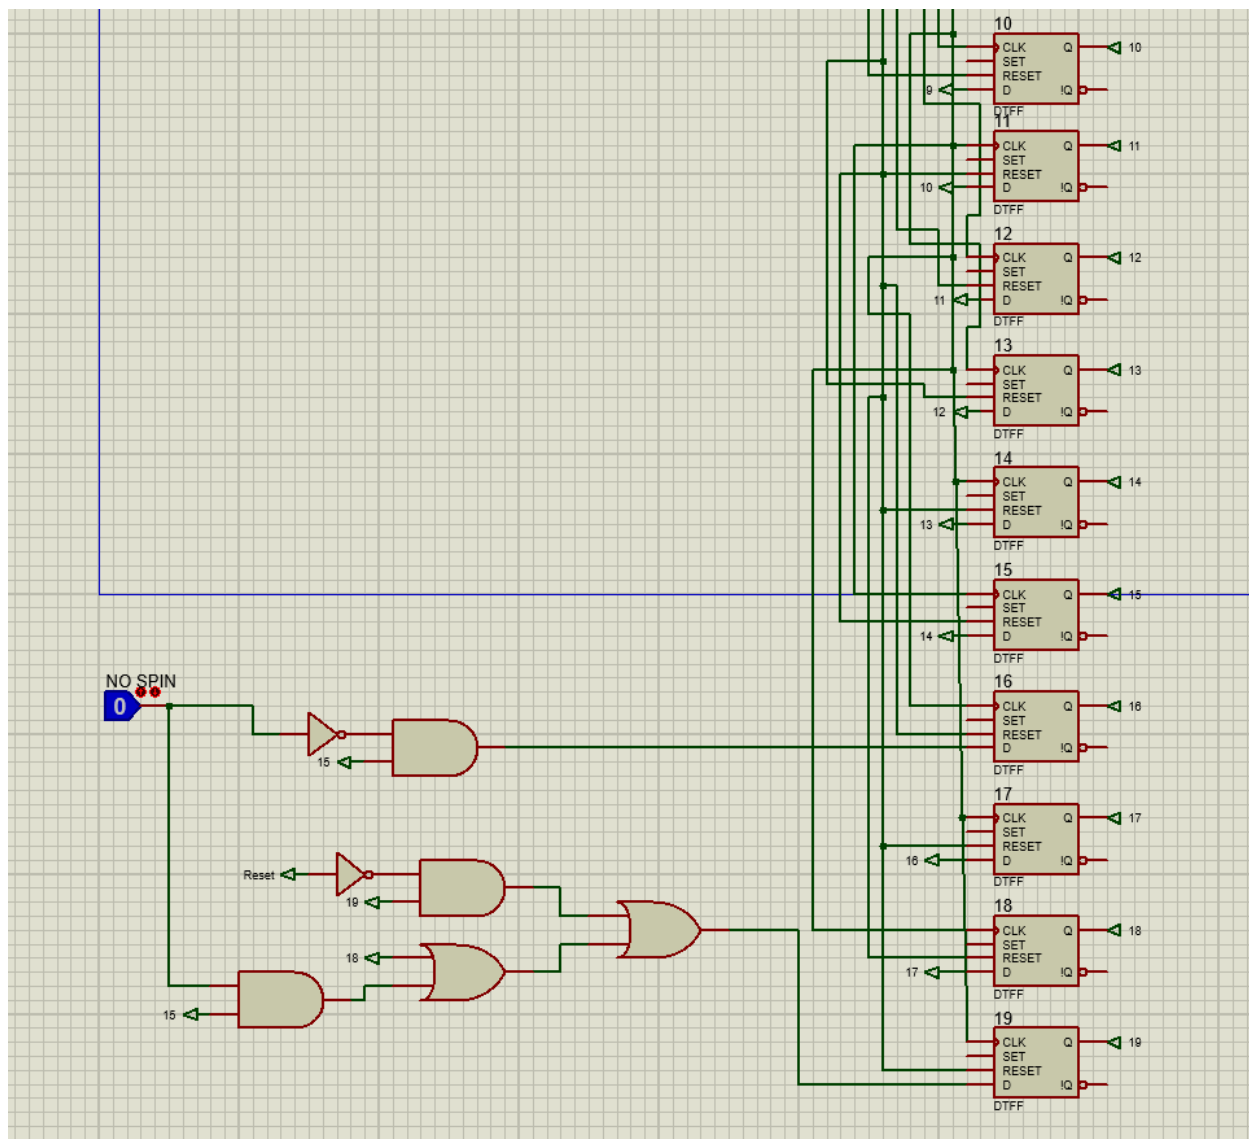 10
CLK Q 10
SET
RESET
9 D !Q
DTFF
11
CLK Q 11
SET
RESET
10 D !Q
DTFF
12
CLK Q 12
SET
RESET
11 D !Q
DTFF
13
CLK Q 13
SET
RESET
12 D !Q
DTFF
14
CLK Q 14
SET
RESET
13 D !Q
DTFF
15
CLK Q 15
SET
RESET
14 D !Q
DTFF
16
CLK Q 16
SET
RESET
D !Q
DTFF
NO SPIN
0
15
17
CLK Q 17
SET
RESET
16 D !Q
DTFF
Reset
19
18
15
18
CLK Q 18
SET
RESET
17 D !Q
DTFF
19
CLK Q 19
SET
RESET
D !Q
DTFF